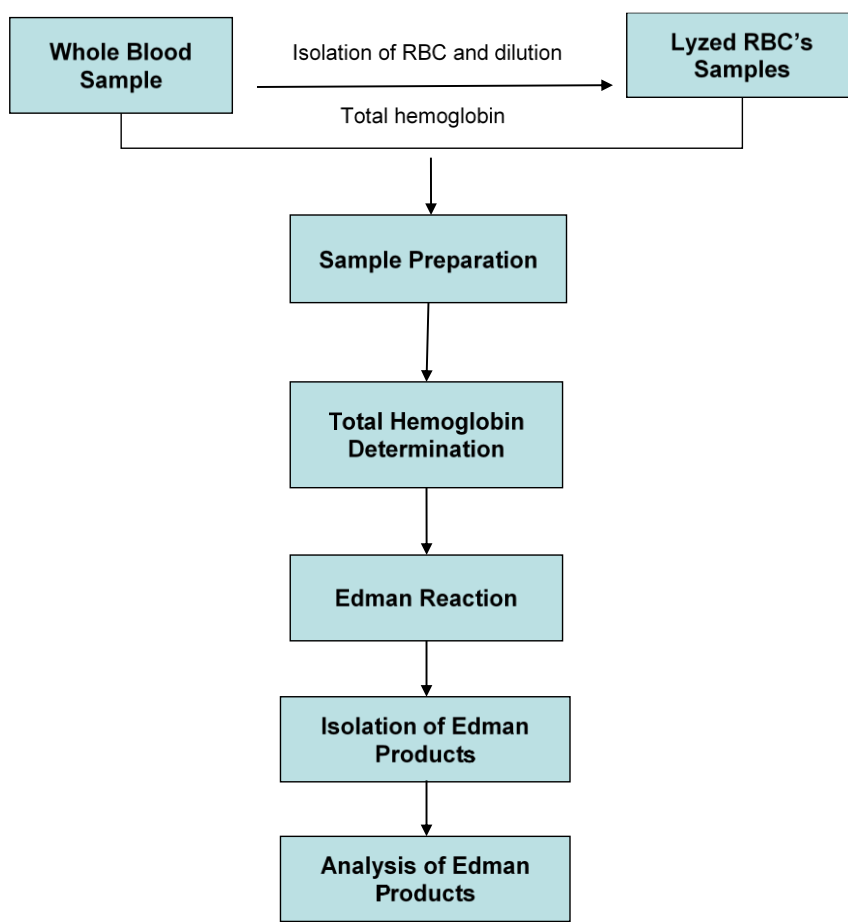 Whole Blood
Sample
Isolation of RBC and dilution
Total hemoglobin
Lyzed RBC's
Samples
Sample Preparation
Total Hemoglobin
Determination
Edman Reaction
Isolation of Edman
Products
Analysis of Edman
Products